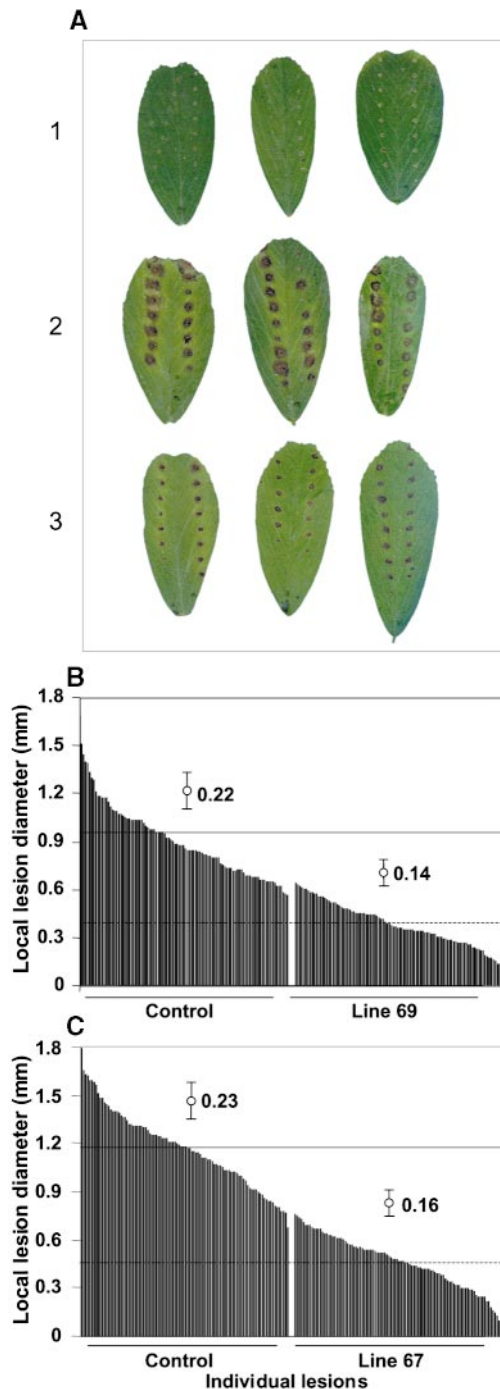 A
1
2
3
B
Local lesion diameter (mm)
1.8
1.5
1.2
0.9
0.6
0.3
0
0.22
0.14
Control
Line 69
C
Local lesion diameter (mm)
1.8
1.5
1.2
0.9
0.6
0.3
0
0.23
0.16
Control
Line 67
Individual lesions